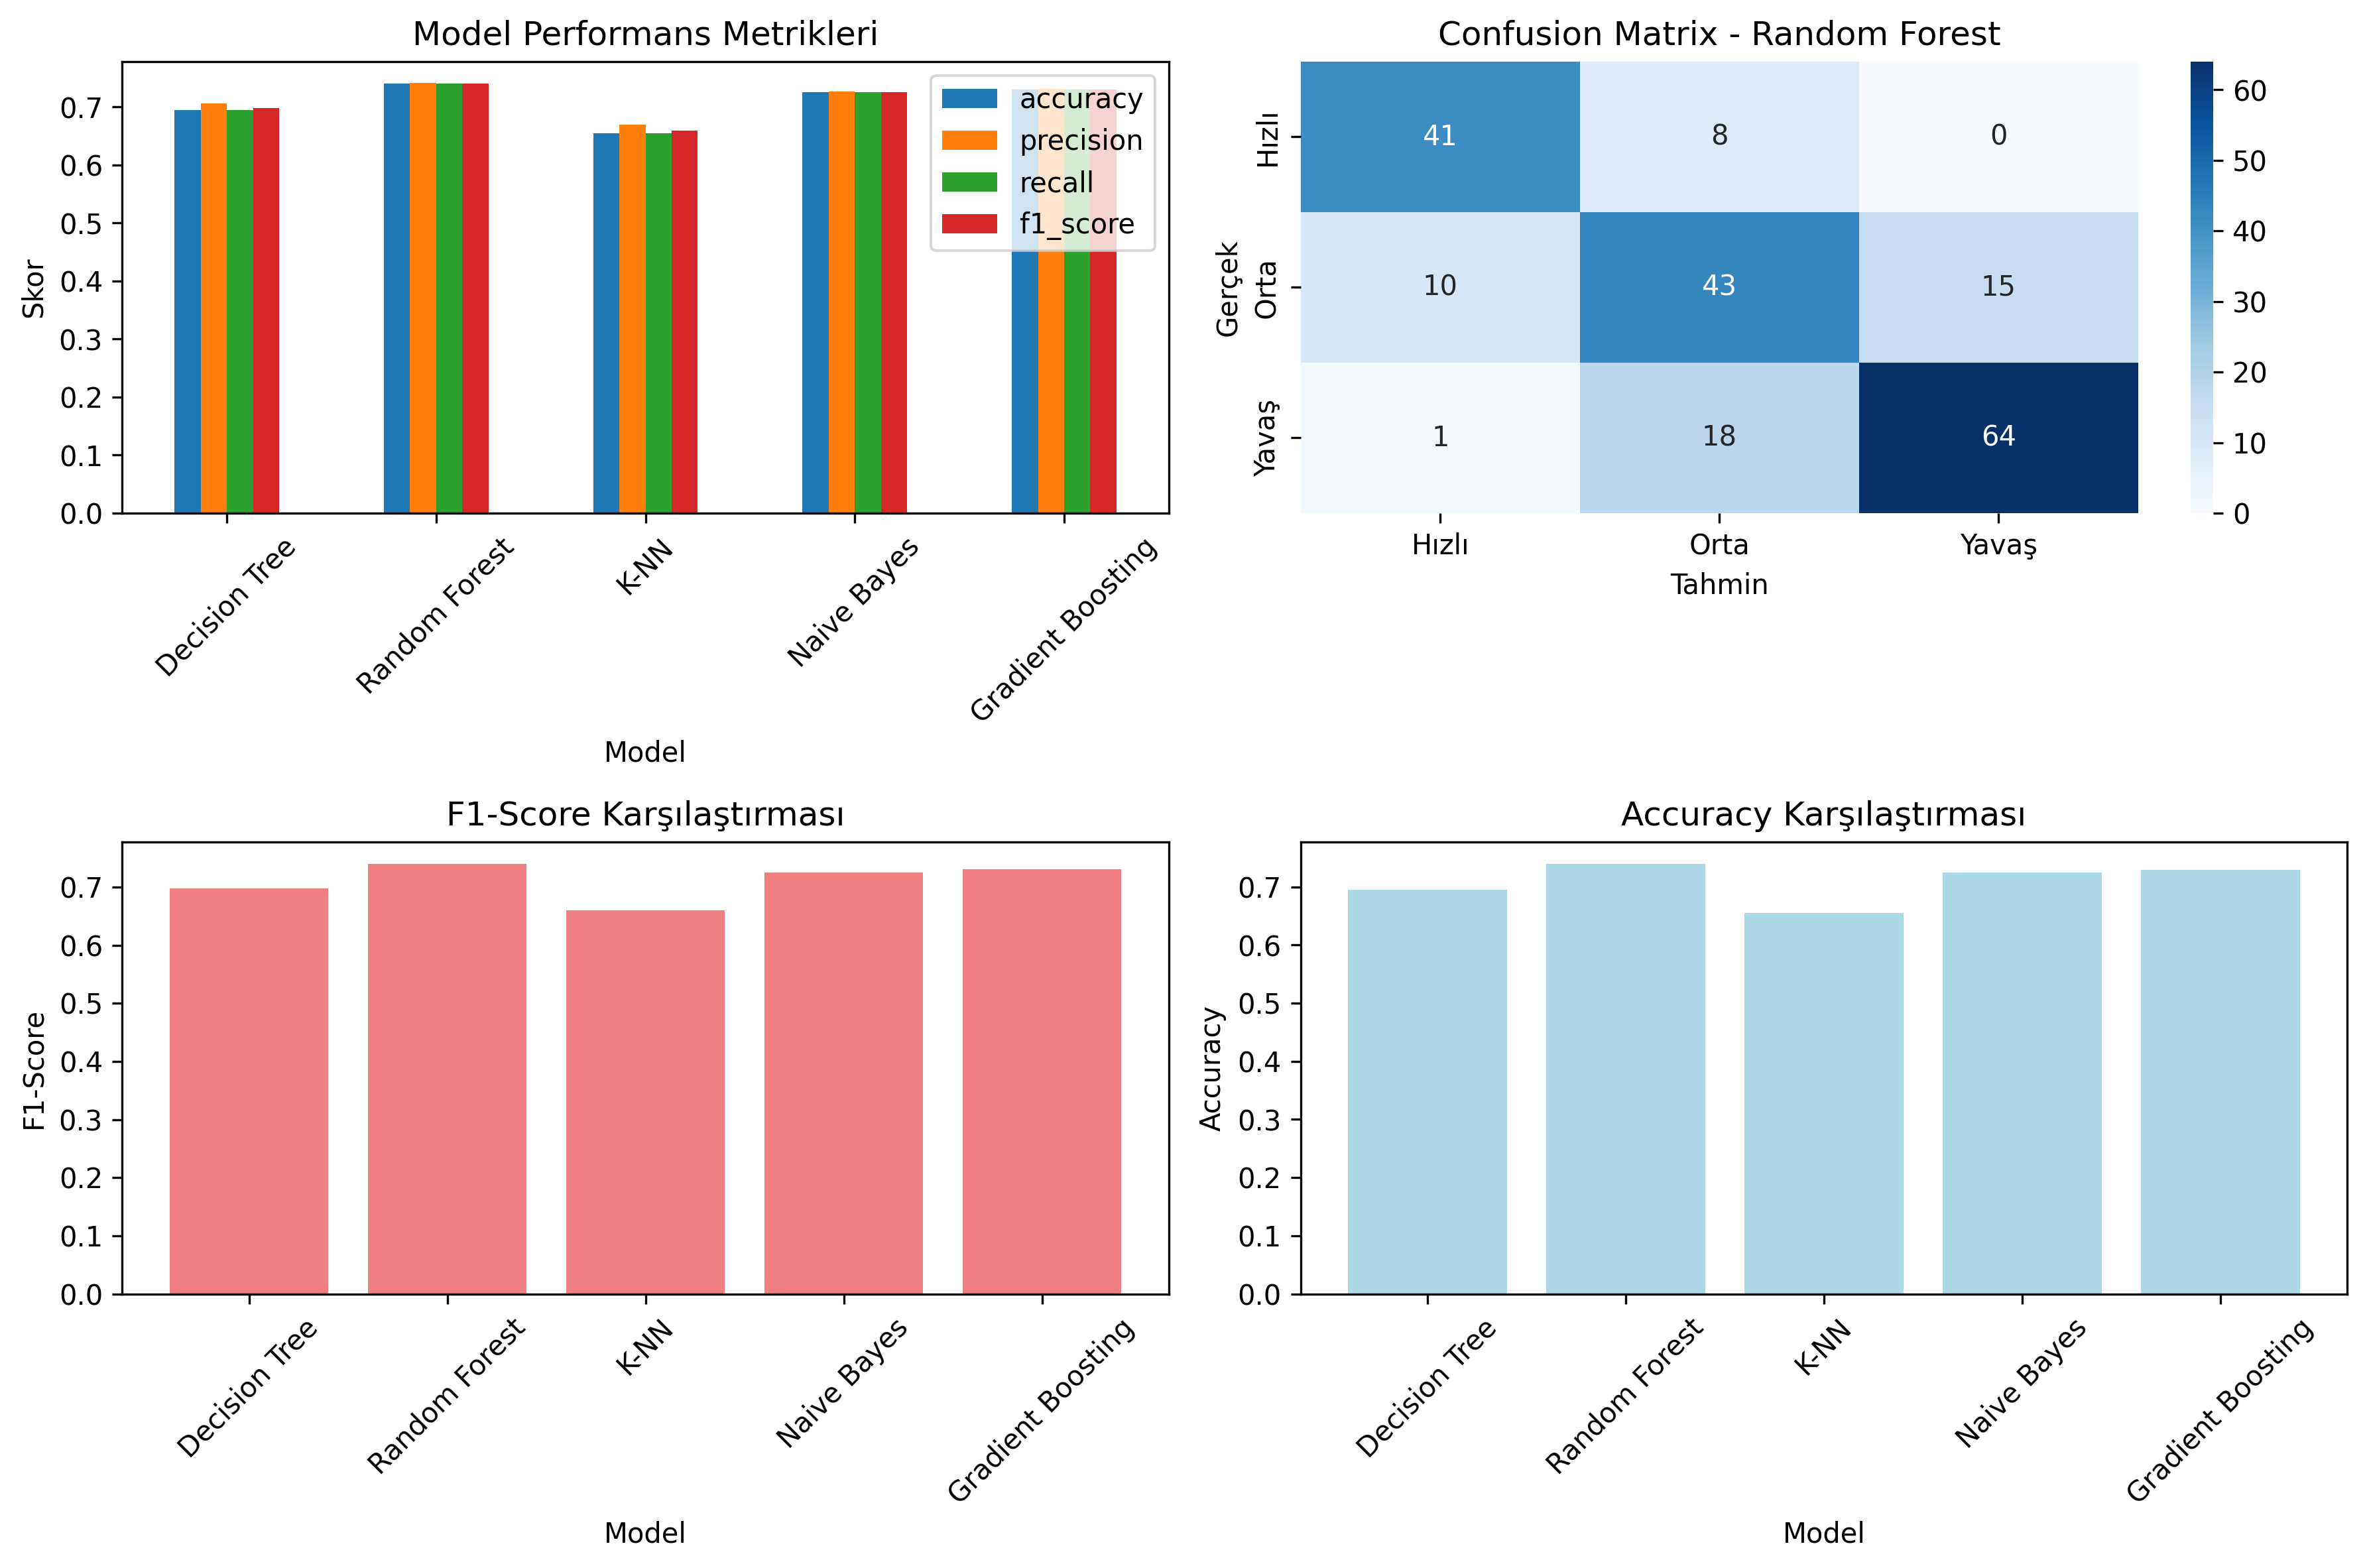 Model Performans Metrikleri
Skor
0.7
0.6
0.5
0.4
0.3
0.2
0.1
0.0
accuracy
precision
recall
f1_score
Decision Tree
Random Forest
K-NN
Naive Bayes
Gradient Boosting
Model
Confusion Matrix - Random Forest
Gerçek
Hızlı
Orta
Yavaş
41 8 0
10 43 15
1 18 64
Hızlı Orta Yavaş
Tahmin
60
50
40
30
20
10
0
F1-Score Karşılaştırması
F1-Score
0.7
0.6
0.5
0.4
0.3
0.2
0.1
0.0
Decision Tree
Random Forest
K-NN
Naive Bayes
Gradient Boosting
Model
Accuracy Karşılaştırması
Accuracy
0.7
0.6
0.5
0.4
0.3
0.2
0.1
0.0
Decision Tree
Random Forest
K-NN
Naive Bayes
Gradient Boosting
Model